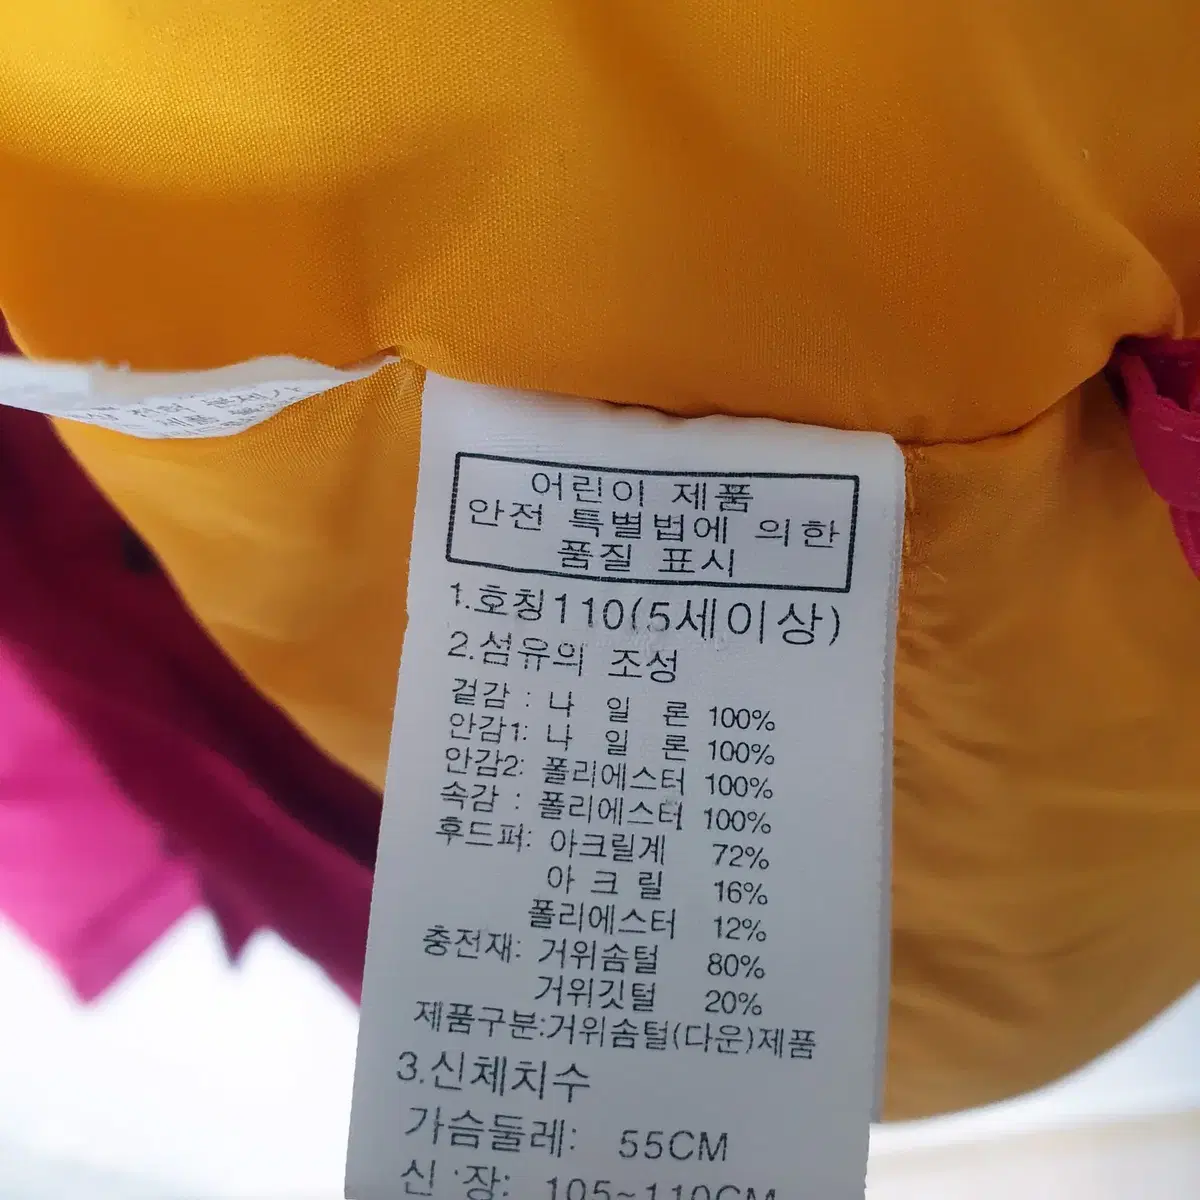 어린이 제품
안전 특별법에 의한
품질 표시
1.호칭110(5세이상)
2.섬유의 조성
겉감 : 나 일 론 100%
안감1: 나 일 론 100%
안감2: 폴리에스터 100%
속감 : 폴리에스터 100%
후드퍼: 아크릴계 72%
아 크 릴 16%
폴리에스터 12%
충전재: 거위솜털 80%
거위깃털 20%
제품구분:거위솜털(다운)제품
3.신체치수
가슴둘레: 55CM
신 장: 105~110CM